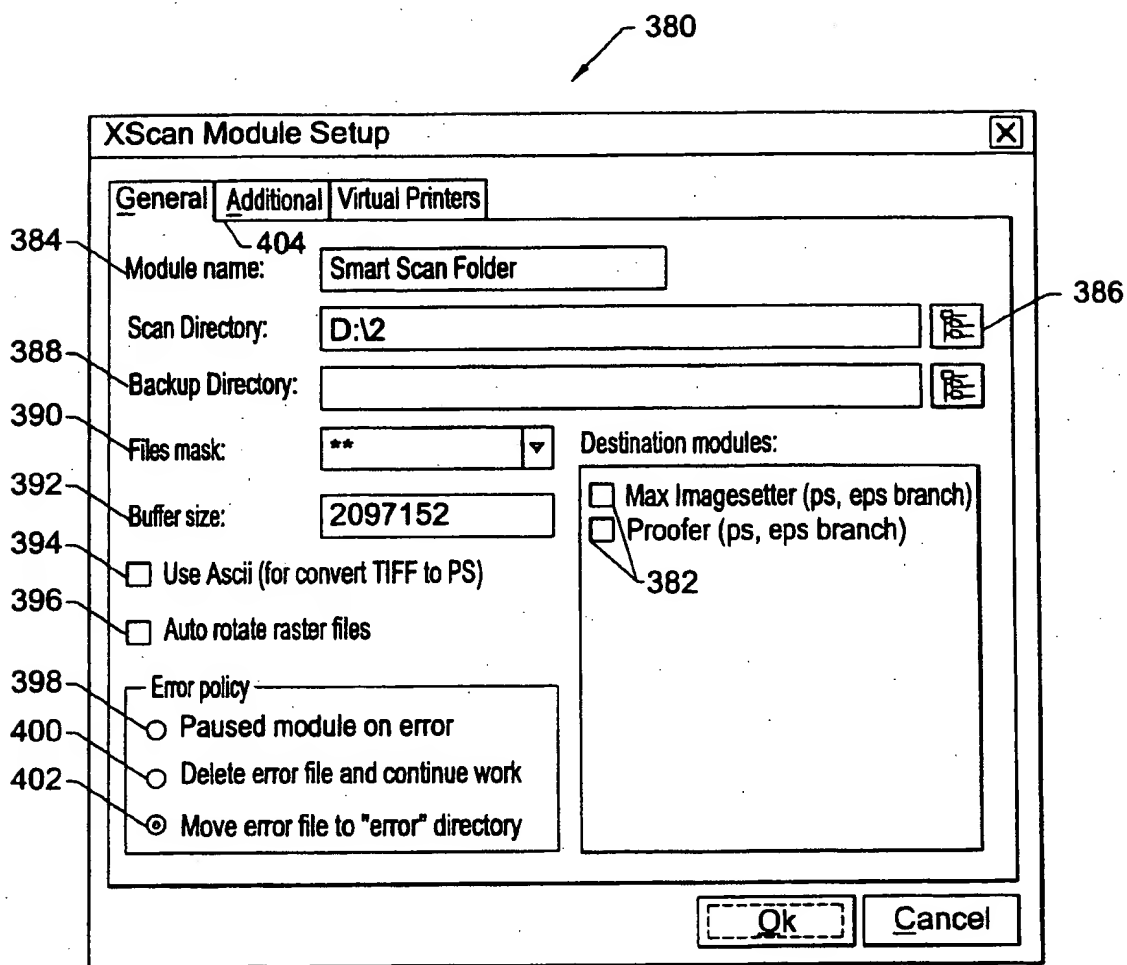 380
XScan Module Setup
General Additional Virtual Printers
404
384 Module name: Smart Scan Folder
386
Scan Directory: D:\2
388 Backup Directory:
390 Files mask: **
Destination modules:
392 Buffer size: 2097152
Max Imagesetter (ps, eps branch)
Proofer (ps, eps branch)
382
394 Use Ascii (for convert TIFF to PS)
396 Auto rotate raster files
Error policy
398 Paused module on error
400 Delete error file and continue work
402 Move error file to "error" directory
Ok Cancel